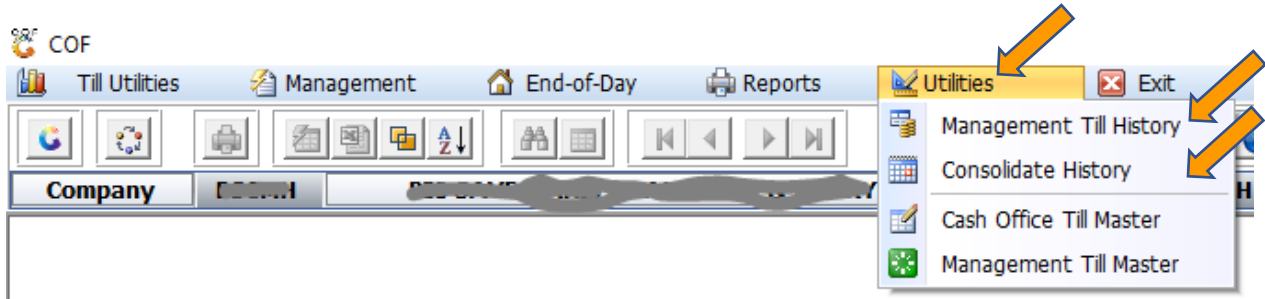 COF
Till Utilities Management End-of-Day Reports Utilities Exit
Management Till History
Consolidate History
Company
Cash Office Till Master
Management Till Master